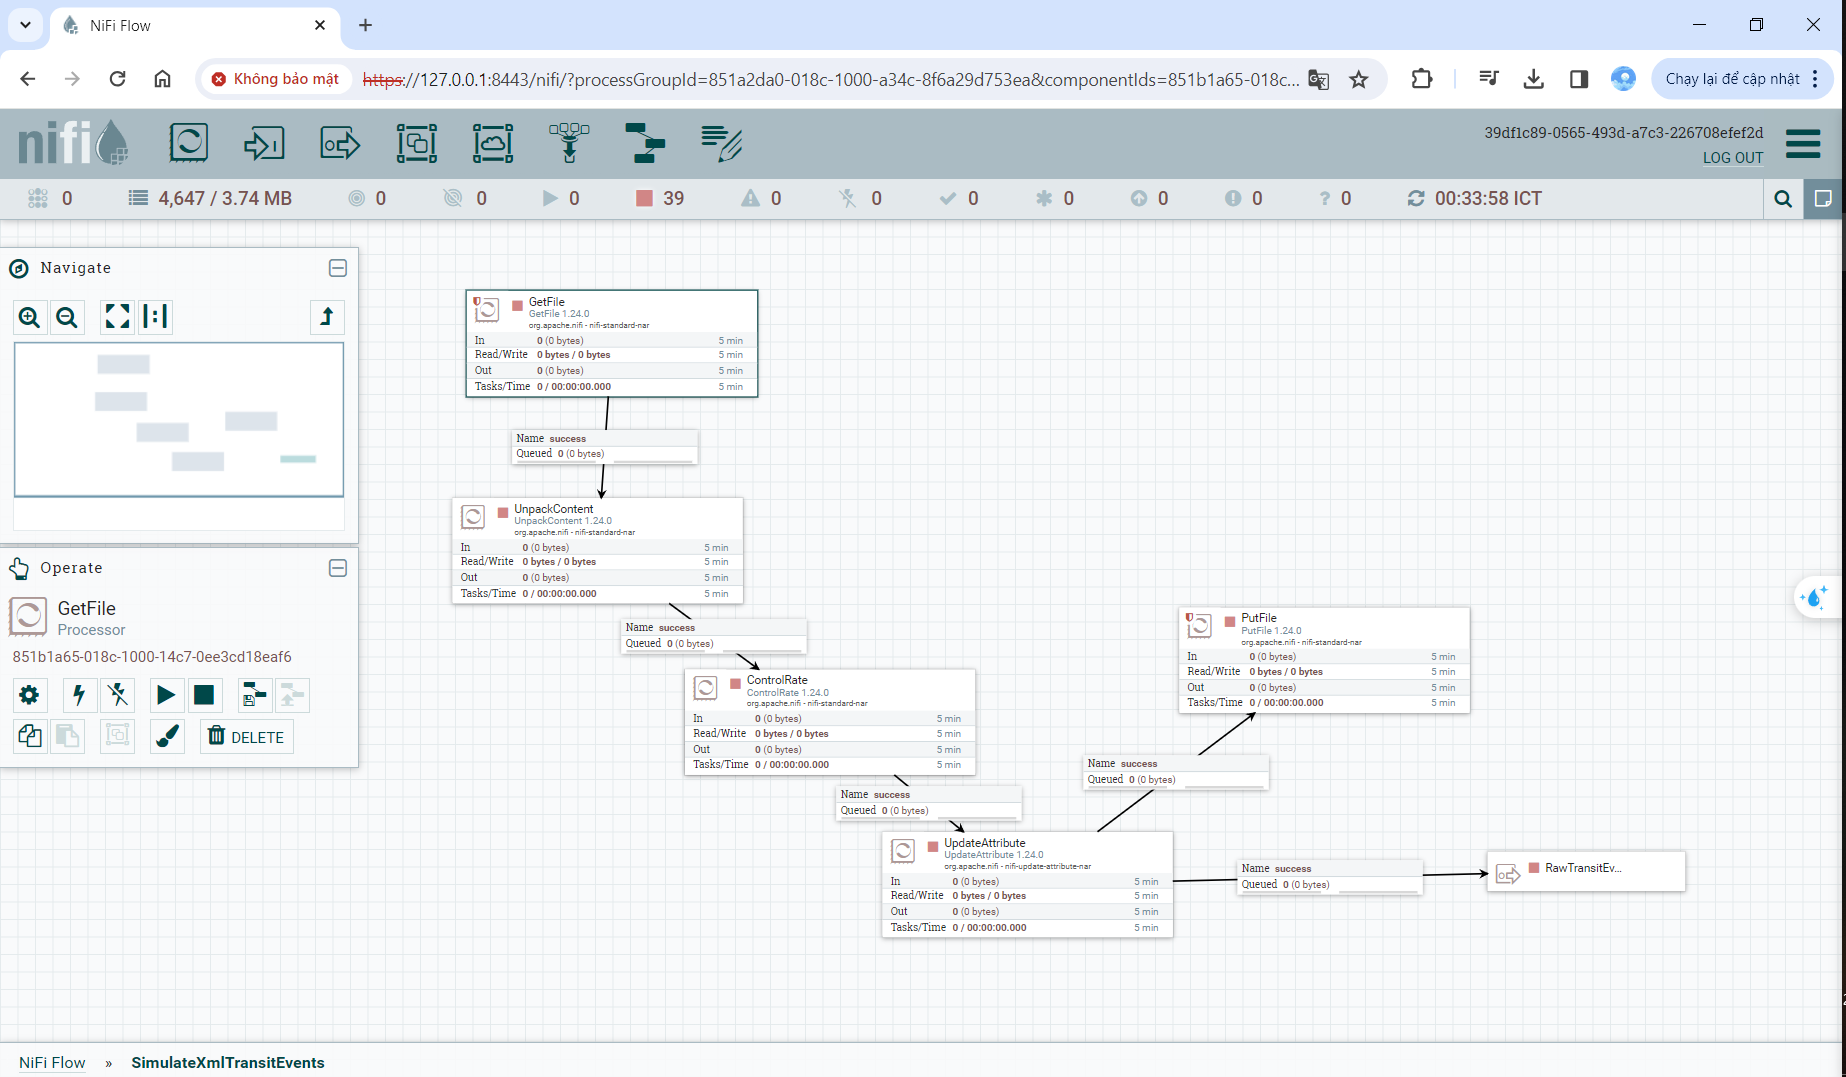 NiFi Flow
Không bảo mật
https://127.0.0.1:8443/nifi/?processGroupId=851a2da0-018c-1000-a34c-8f6a29d753ea&componentIds=851b1a65-018c...
Chạy lại để cập nhật
nifi
39df1c89-0565-493d-a7c3-226708efef2d
LOG OUT
0
4,647 / 3.74 MB
0
0
0
39
0
0
0
0
0
0
0
00:33:58 ICT
Navigate
Operate
GetFile
Processor
851b1a65-018c-1000-14c7-0ee3cd18eaf6
DELETE
GetFile
GetFile 1.24.0
org.apache.nifi - nifi-standard-nar
In 0 (0 bytes) 5 min
Read/Write 0 bytes / 0 bytes 5 min
Out 0 (0 bytes) 5 min
Tasks/Time 0 / 00:00:00.000 5 min
Name success
Queued 0 (0 bytes)
UnpackContent
UnpackContent 1.24.0
org.apache.nifi - nifi-standard-nar
In 0 (0 bytes) 5 min
Read/Write 0 bytes / 0 bytes 5 min
Out 0 (0 bytes) 5 min
Tasks/Time 0 / 00:00:00.000 5 min
Name success
Queued 0 (0 bytes)
ControlRate
ControlRate 1.24.0
org.apache.nifi - nifi-standard-nar
In 0 (0 bytes) 5 min
Read/Write 0 bytes / 0 bytes 5 min
Out 0 (0 bytes) 5 min
Tasks/Time 0 / 00:00:00.000 5 min
Name success
Queued 0 (0 bytes)
UpdateAttribute
UpdateAttribute 1.24.0
org.apache.nifi - nifi-update-attribute-nar
In 0 (0 bytes) 5 min
Read/Write 0 bytes / 0 bytes 5 min
Out 0 (0 bytes) 5 min
Tasks/Time 0 / 00:00:00.000 5 min
Name success
Queued 0 (0 bytes)
PutFile
PutFile 1.24.0
org.apache.nifi - nifi-standard-nar
In 0 (0 bytes) 5 min
Read/Write 0 bytes / 0 bytes 5 min
Out 0 (0 bytes) 5 min
Tasks/Time 0 / 00:00:00.000 5 min
Name success
Queued 0 (0 bytes)
RawTransitEv...
NiFi Flow » SimulateXmlTransitEvents